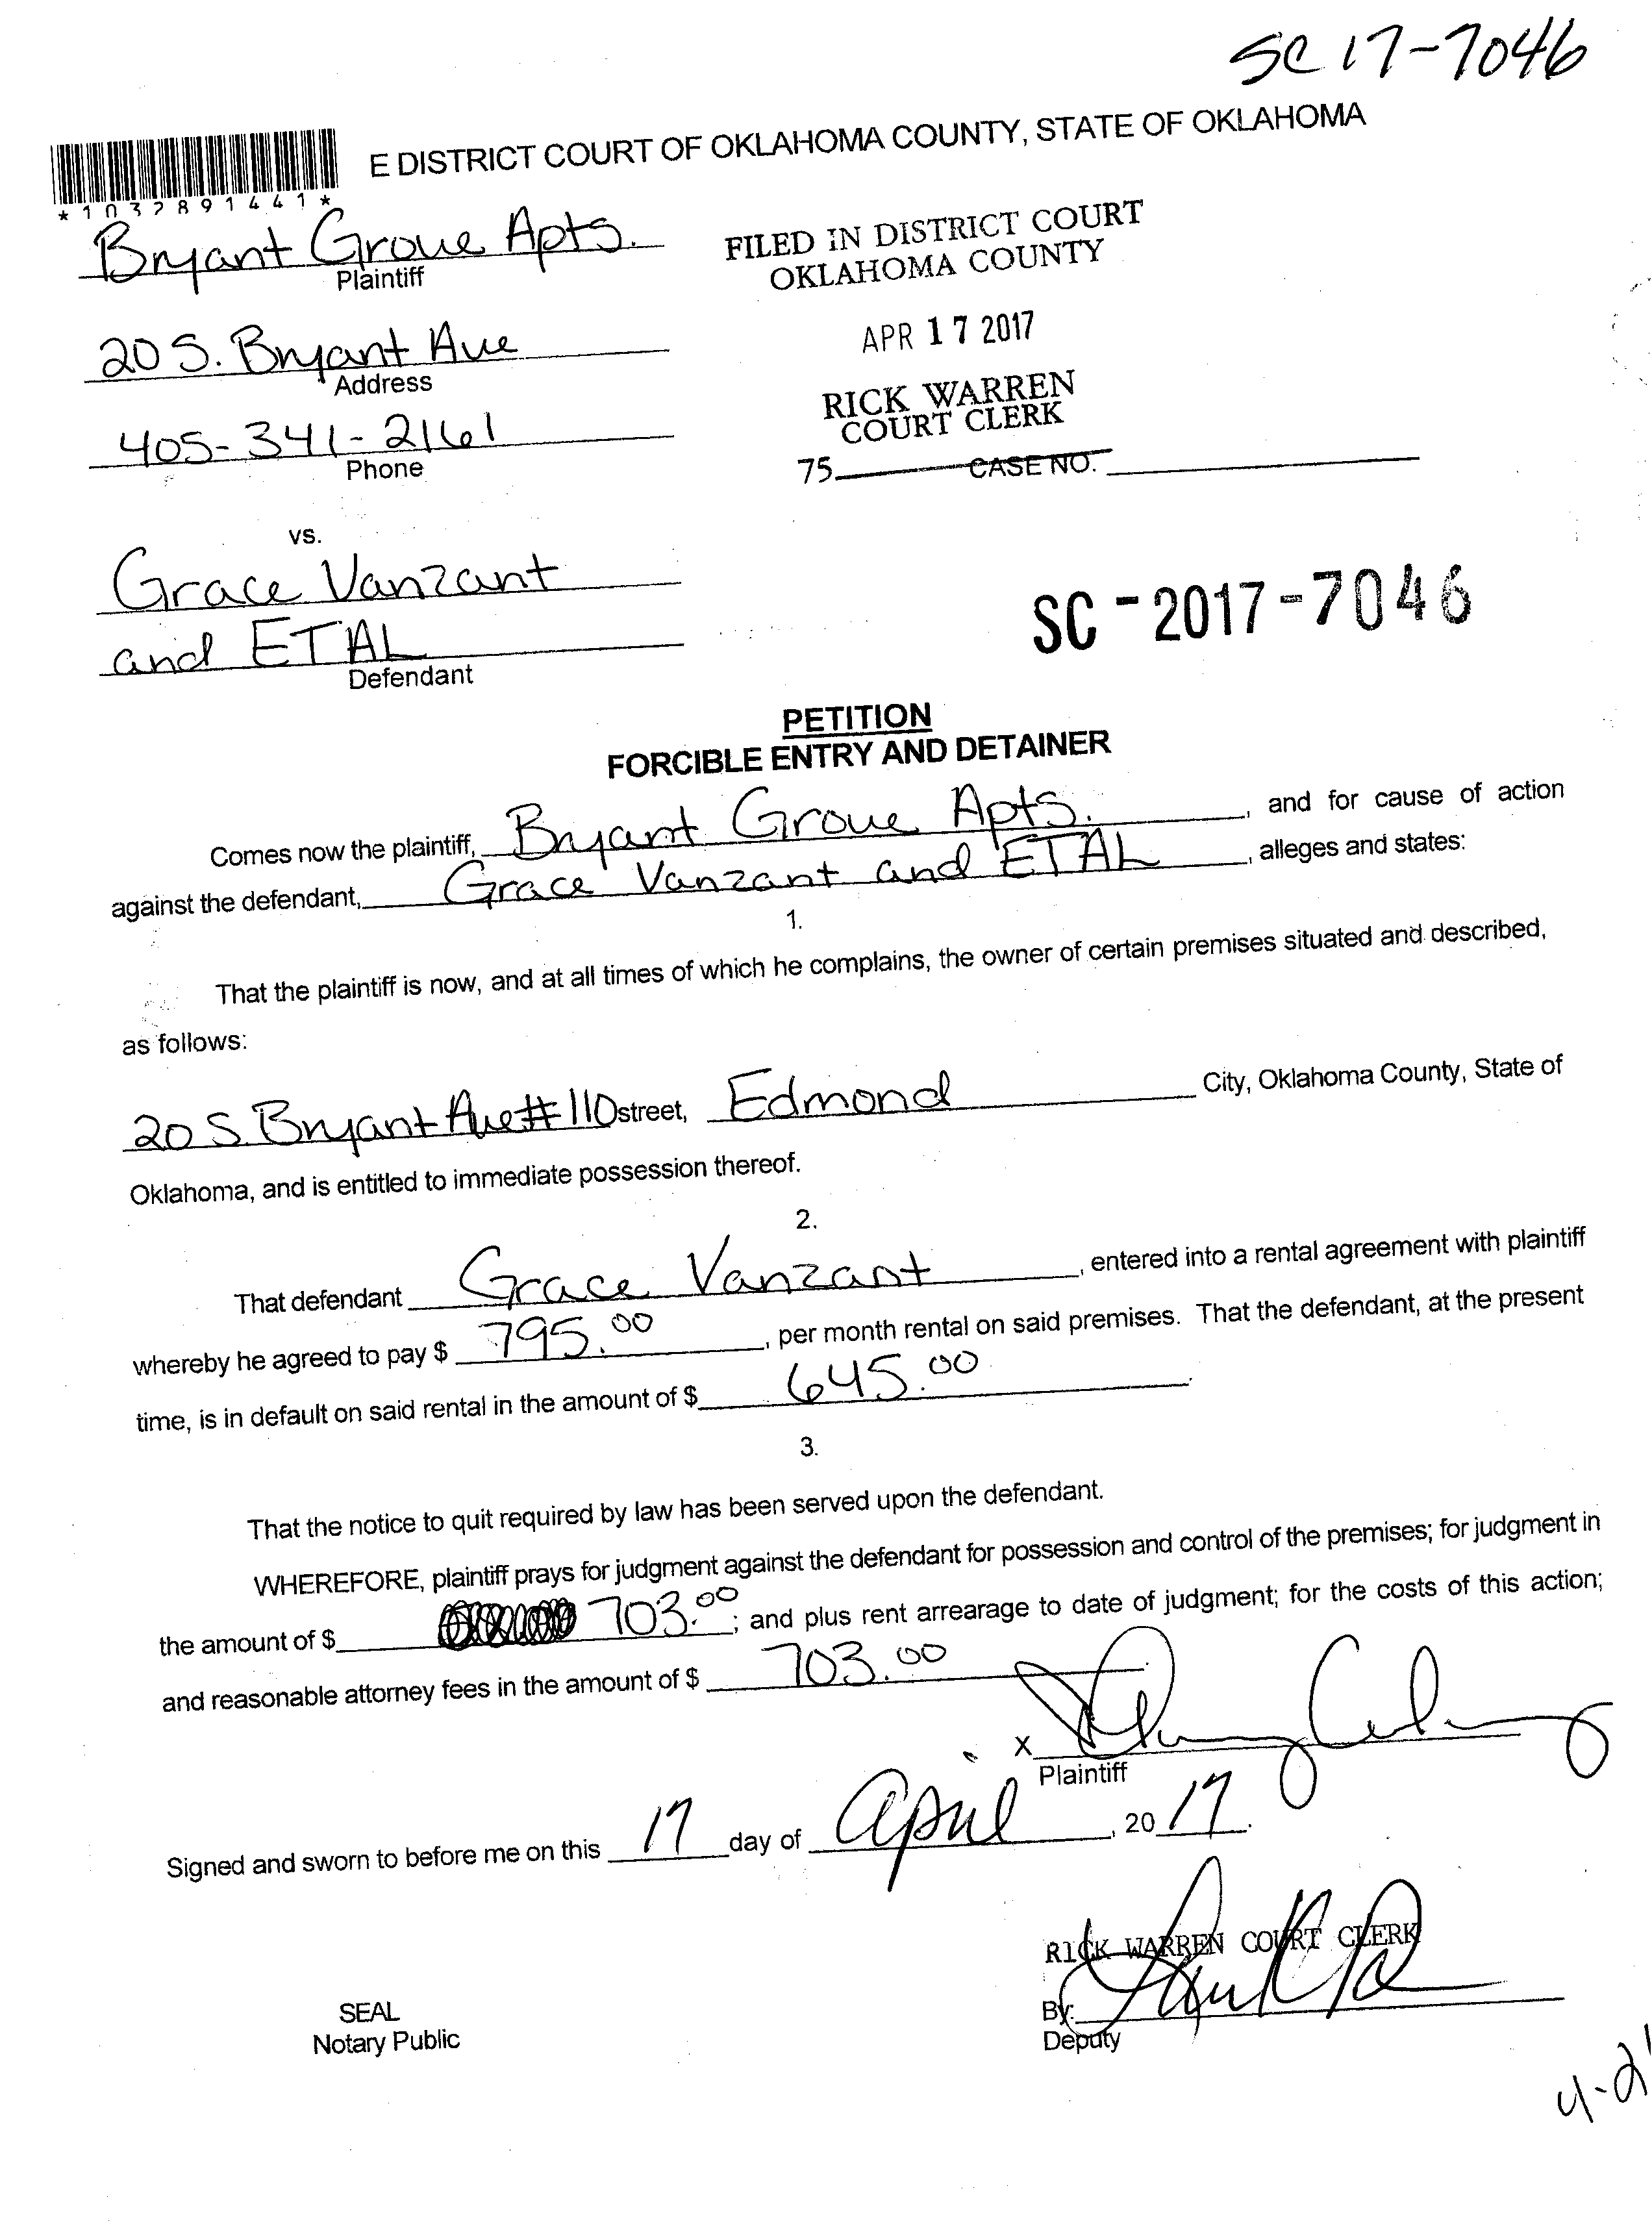 SC 17-7046
E DISTRICT COURT OF OKLAHOMA COUNTY, STATE OF OKLAHOMA
*1032891441*
Bryant Grove Apts.
Plaintiff
FILED IN DISTRICT COURT
OKLAHOMA COUNTY
20 S. Bryant Ave
Address
APR 17 2017
405-341-2161
Phone
RICK WARREN
COURT CLERK
75 CASE NO.
vs.
Grace Vanzant
and ETAL
Defendant
SC-2017-7046
PETITION
FORCIBLE ENTRY AND DETAINER
Comes now the plaintiff, Bryant Grove Apts. , and for cause of action
against the defendant, Grace Vanzant and ETAL , alleges and states:
1.
That the plaintiff is now, and at all times of which he complains, the owner of certain premises situated and described,
as follows:
20 S. Bryant Ave # 110 street, Edmond City, Oklahoma County, State of
Oklahoma, and is entitled to immediate possession thereof.
2.
That defendant Grace Vanzant , entered into a rental agreement with plaintiff
whereby he agreed to pay $ 795.00 , per month rental on said premises. That the defendant, at the present
time, is in default on said rental in the amount of $ 645.00 .
3.
That the notice to quit required by law has been served upon the defendant.
WHEREFORE, plaintiff prays for judgment against the defendant for possession and control of the premises; for judgment in
the amount of $ 703.00 ; and plus rent arrearage to date of judgment; for the costs of this action;
and reasonable attorney fees in the amount of $ 703.00
X
Plaintiff
Signed and sworn to before me on this 17 day of april , 20 17.
RICK WARREN COURT CLERK
SEAL
Notary Public
By:
Deputy
4-2